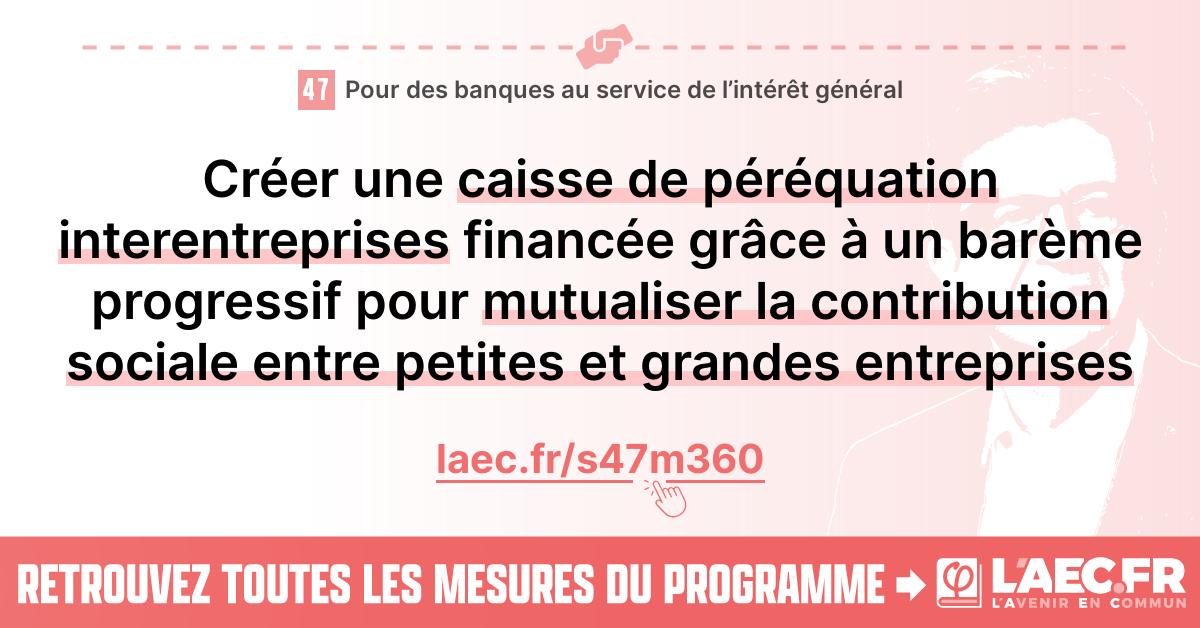 47 Pour des banques au service de l'intérêt général
Créer une caisse de péréquation
interentreprises financée grâce à un barème
progressif pour mutualiser la contribution
sociale entre petites et grandes entreprises
laec.fr/s47m360
RETROUVEZ TOUTES LES MESURES DU PROGRAMME
L'AEC.FR
L'AVENIR EN COMMUN